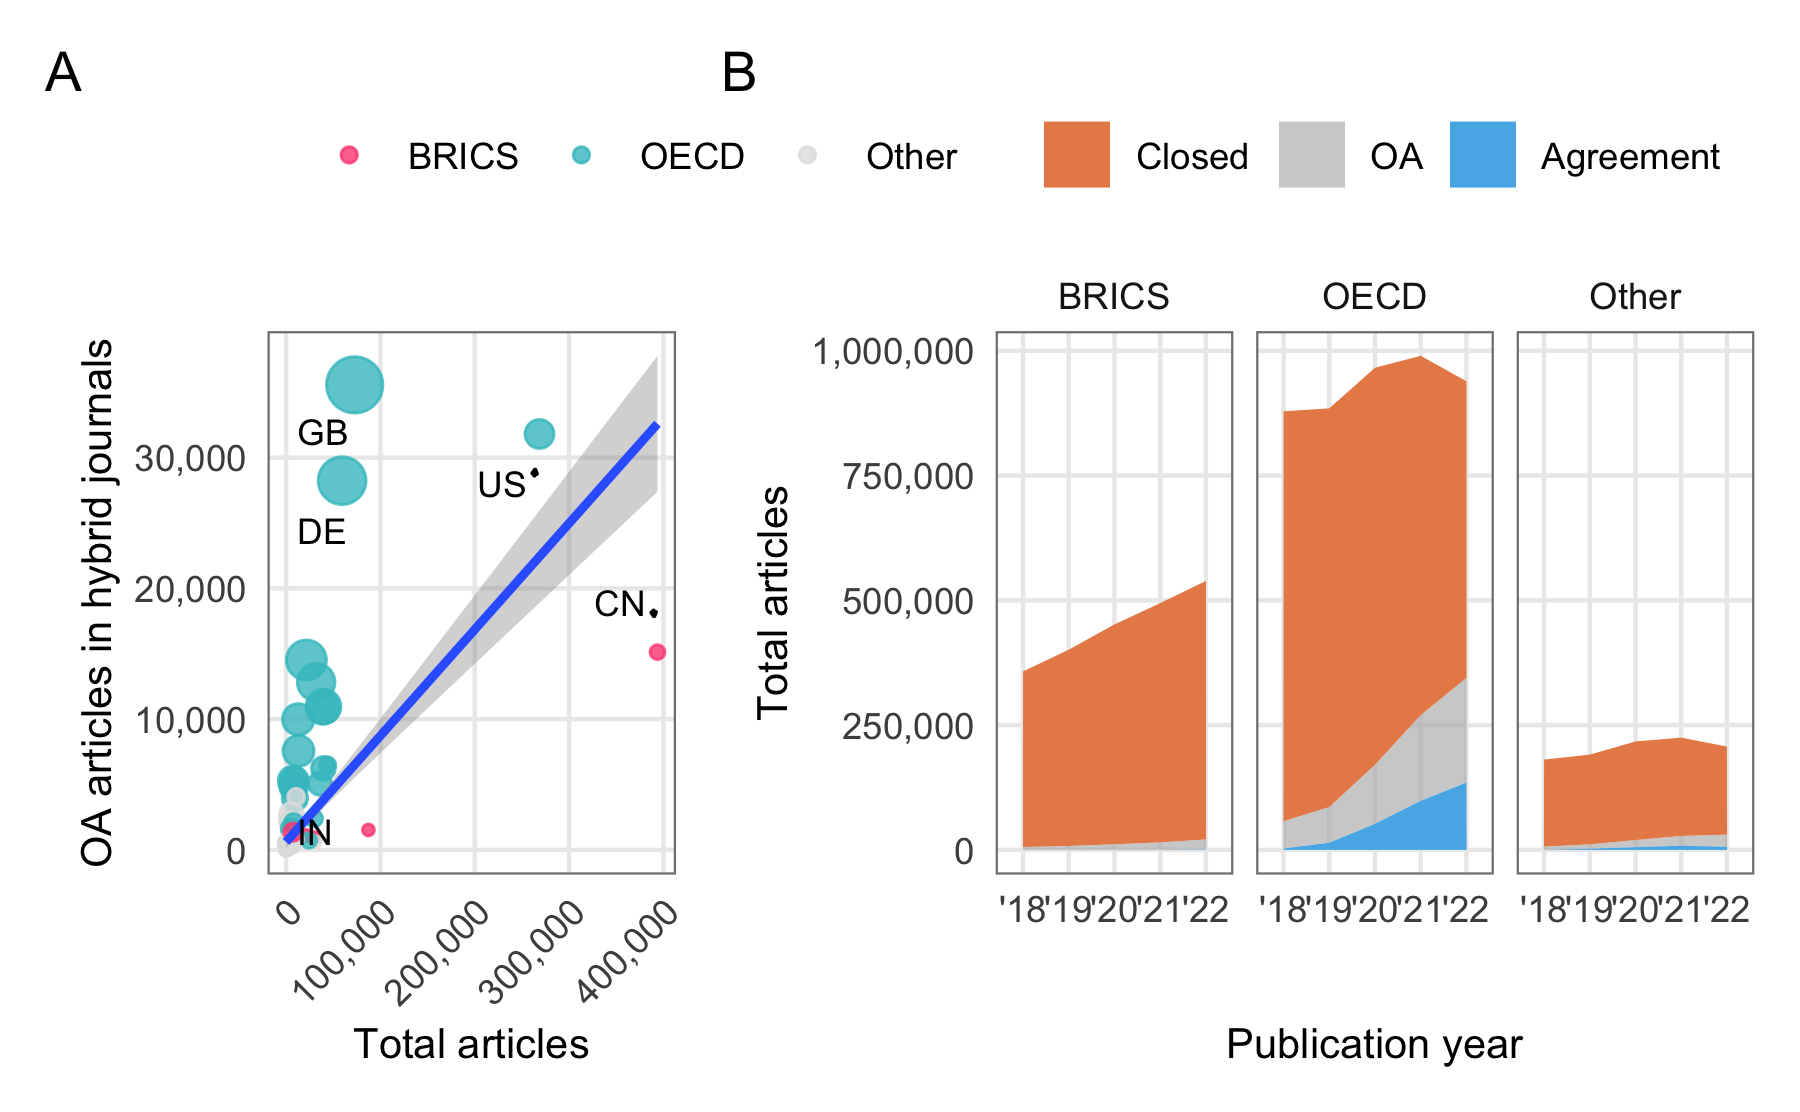 A
B
BRICS
OECD
Other
Closed
OA
Agreement
OA articles in hybrid journals
30,000
20,000
10,000
0
GB
DE
US
CN
IN
0
100,000
200,000
300,000
400,000
Total articles
BRICS
OECD
Other
Total articles
1,000,000
750,000
500,000
250,000
0
'18 '19 '20 '21 '22
'18 '19 '20 '21 '22
'18 '19 '20 '21 '22
Publication year